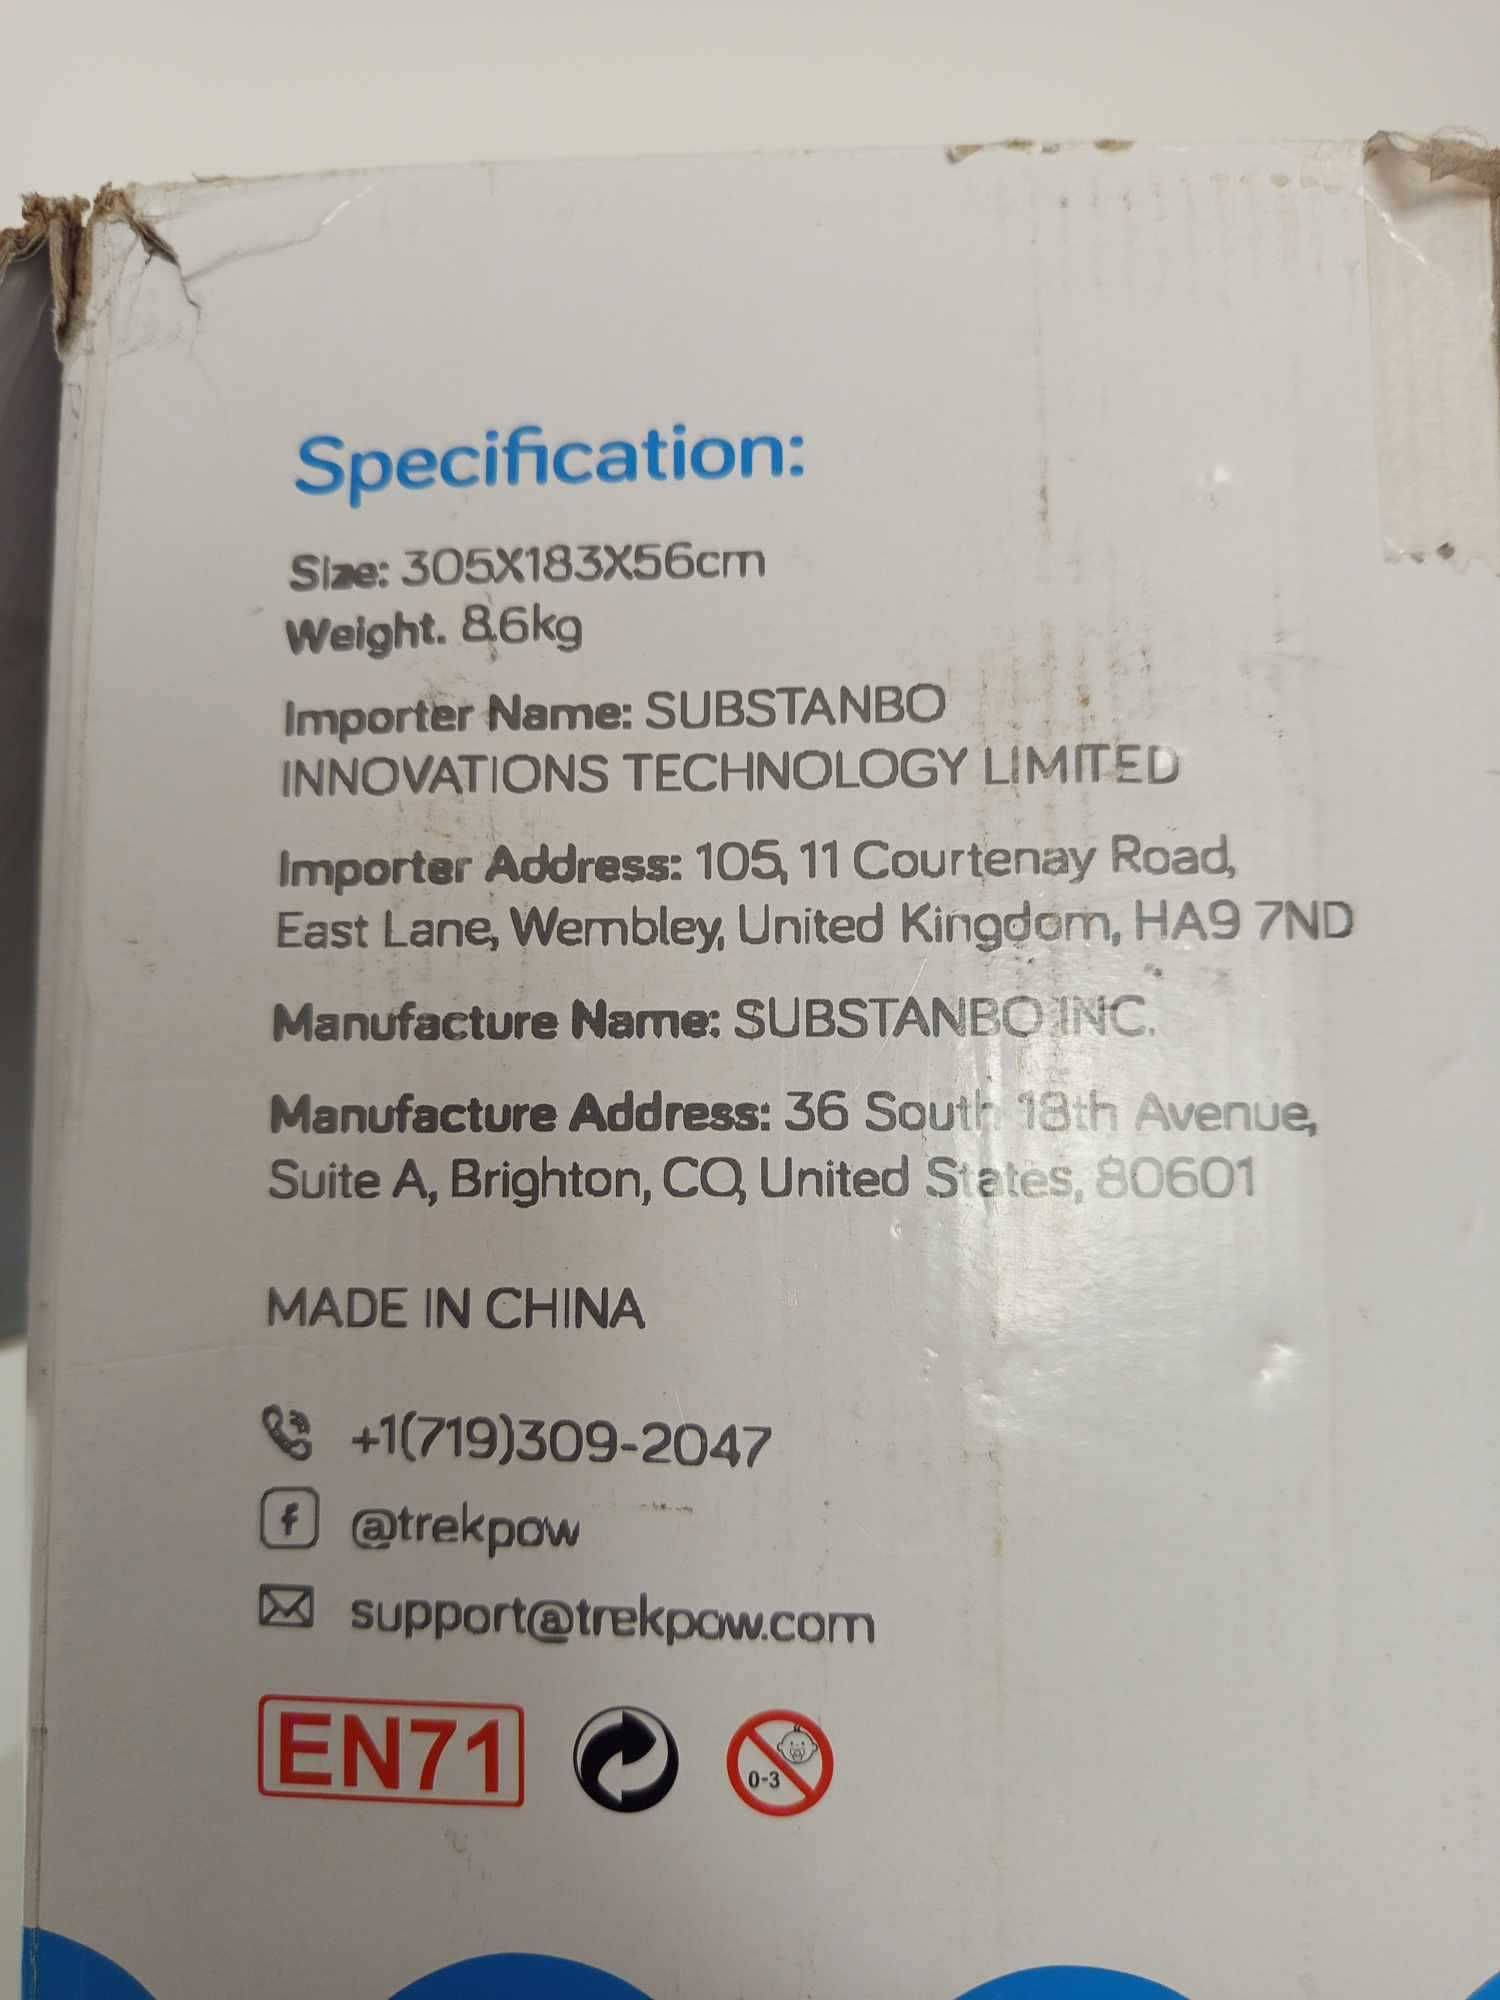 Specification:
Size: 305X183X56cm
Weight. 8.6kg
Importer Name: SUBSTANBO
INNOVATIONS TECHNOLOGY LIMITED
Importer Address: 105, 11 Courtenay Road,
East Lane, Wembley, United Kingdom, HA9 7ND
Manufacture Name: SUBSTANBO INC.
Manufacture Address: 36 South 18th Avenue,
Suite A, Brighton, CO, United States, 80601
MADE IN CHINA
+1(719)309-2047
f @trekpow
support@trekpow.com
EN71
0-3